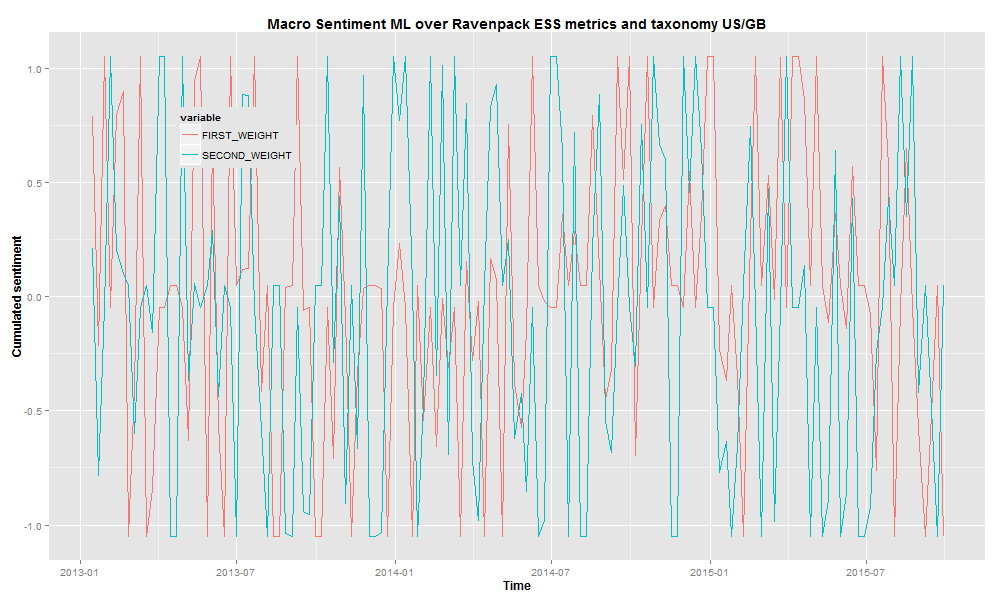 Macro Sentiment ML over Ravenpack ESS metrics and taxonomy US/GB
1.0
variable
FIRST_WEIGHT
SECOND_WEIGHT
0.5
Cumulated sentiment
0.0
-0.5
-1.0
2013-01 2013-07 2014-01 2014-07 2015-01 2015-07
Time